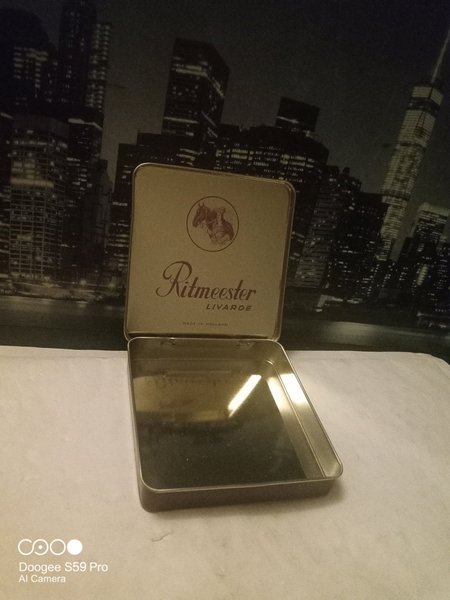 Ritmeester
LIVARDE
MADE IN HOLLAND
Doogee S59 Pro
AI Camera